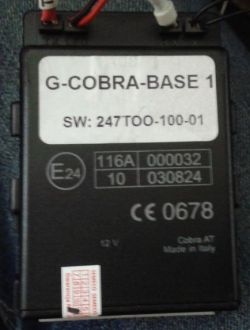 G-COBRA-BASE 1
SW: 247TOO-100-01
E24
116A 000032
10 030824
CE 0678
12 V
Cobra AT
Made in Italy